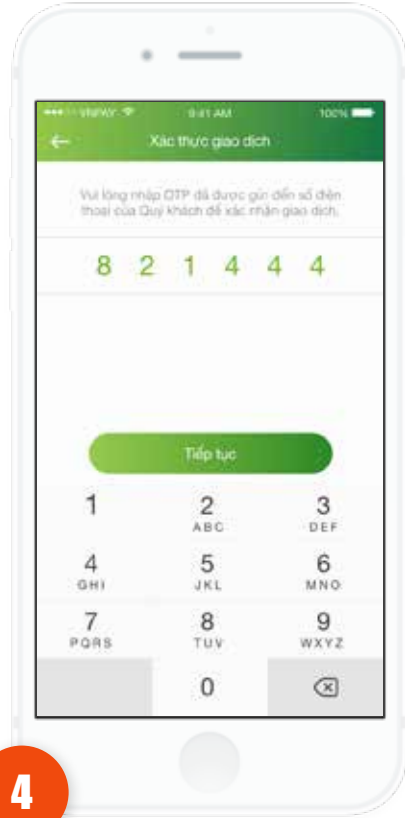 9:41 AM 100%
Xác thực giao dịch
Vui lòng nhập OTP đã được gửi đến số điện
thoại của Quý khách để xác nhận giao dịch.
8 2 1 4 4 4
Tiếp tục
1 2 3
ABC DEF
4 5 6
GHI JKL MNO
7 8 9
PQRS TUV WXYZ
0
4